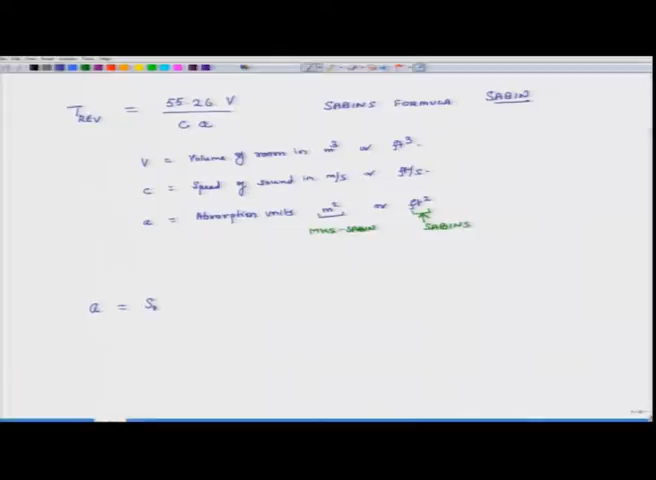 T_REV = 55.26 V / C a SABINS FORMULA SABIN
V = Volume of room in m³ or ft³.
C = Speed of sound in m/s or ft/s.
a = Absorption units m² or ft²
MKS-SABIN SABINS
a = S